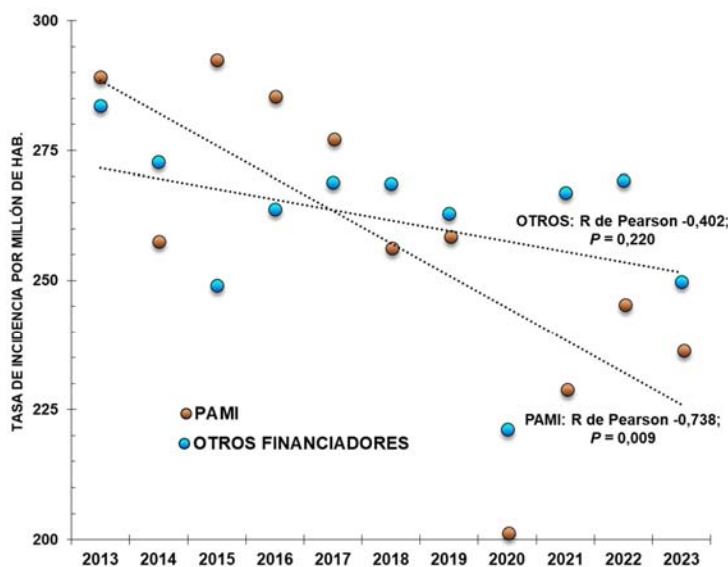 TASA DE INCIDENCIA POR MILLÓN DE HAB.
300
275
250
225
200
OTROS: R de Pearson -0,402;
P = 0,220
PAMI: R de Pearson -0,738;
P = 0,009
PAMI
OTROS FINANCIADORES
2013 2014 2015 2016 2017 2018 2019 2020 2021 2022 2023